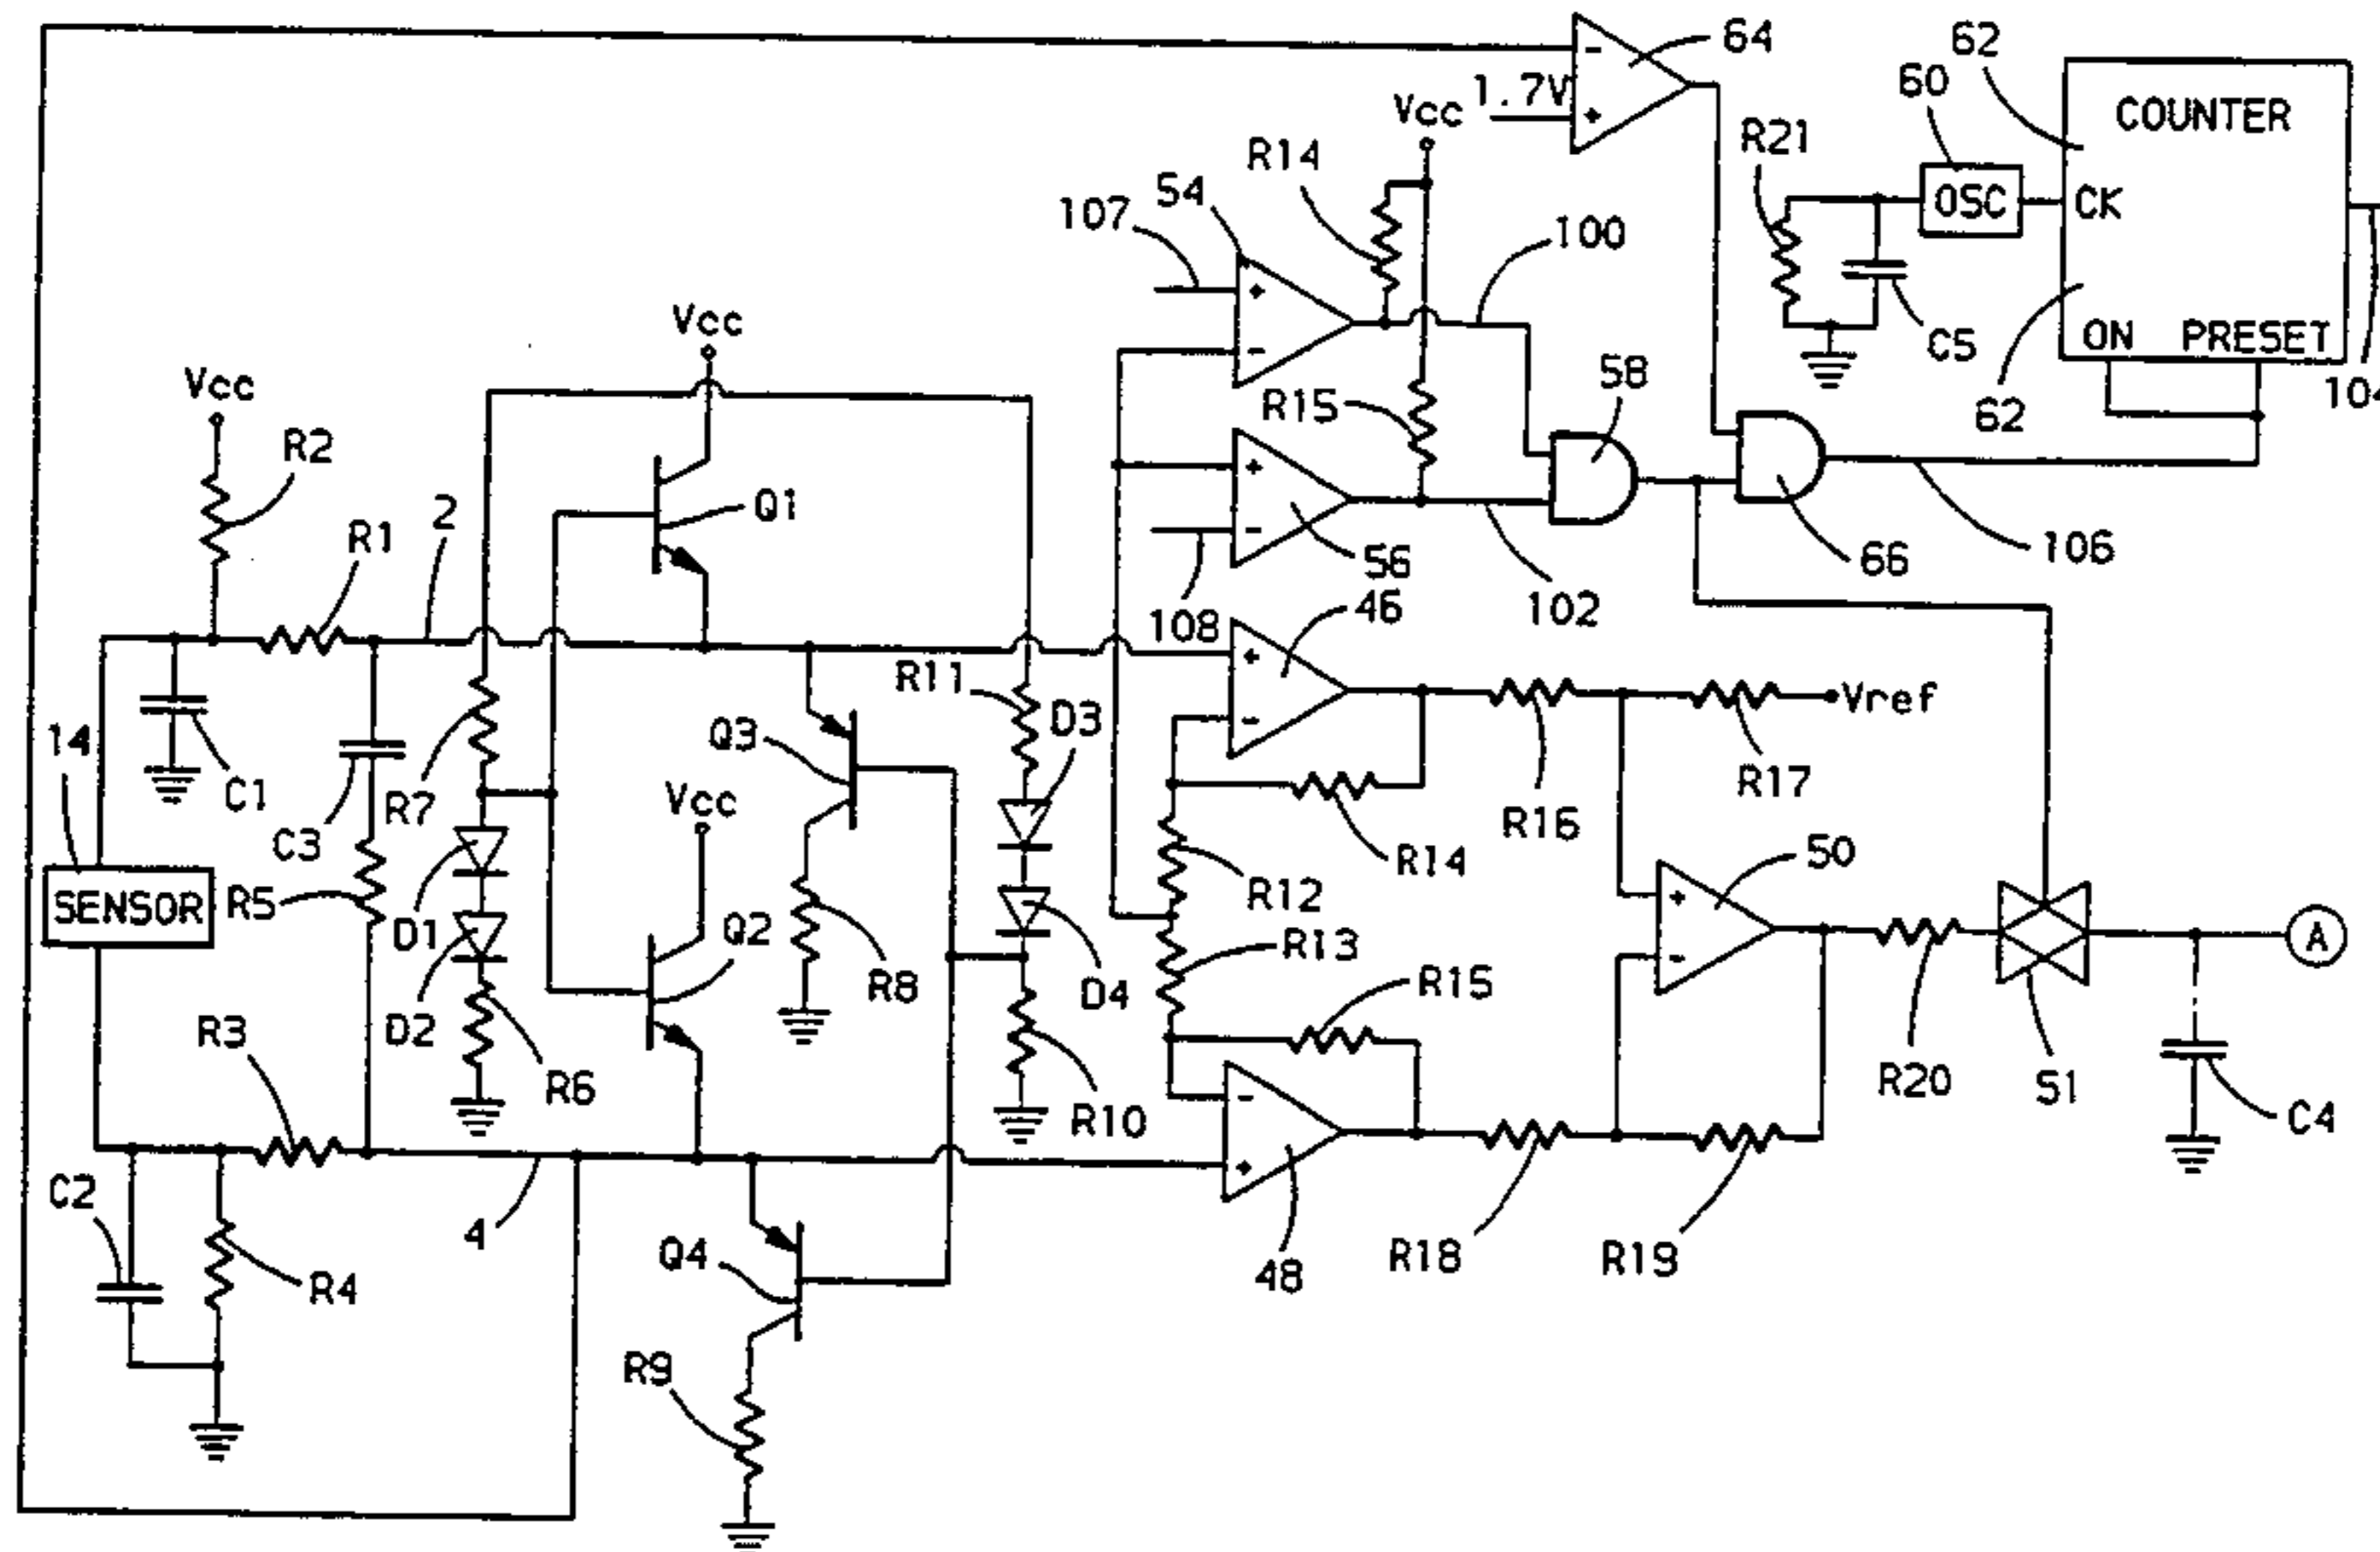 64
62
60
COUNTER
1.7V
Vcc
R21
R14
54
107
OSC
CK
100
Vcc
58
C5
ON PRESET
104
Vcc
R15
62
R2
Q1
2
R1
56
66
106
108
46
102
R11
D3
Vref
14
Q3
R17
C1
R7
Vcc
R16
C3
R14
50
SENSOR
R5
R12
A
D1
Q2
R13
R8
D4
R15
D2
R3
R6
R20
51
R10
C4
C2
4
Q4
R4
48
R18
R19
R9
+
-